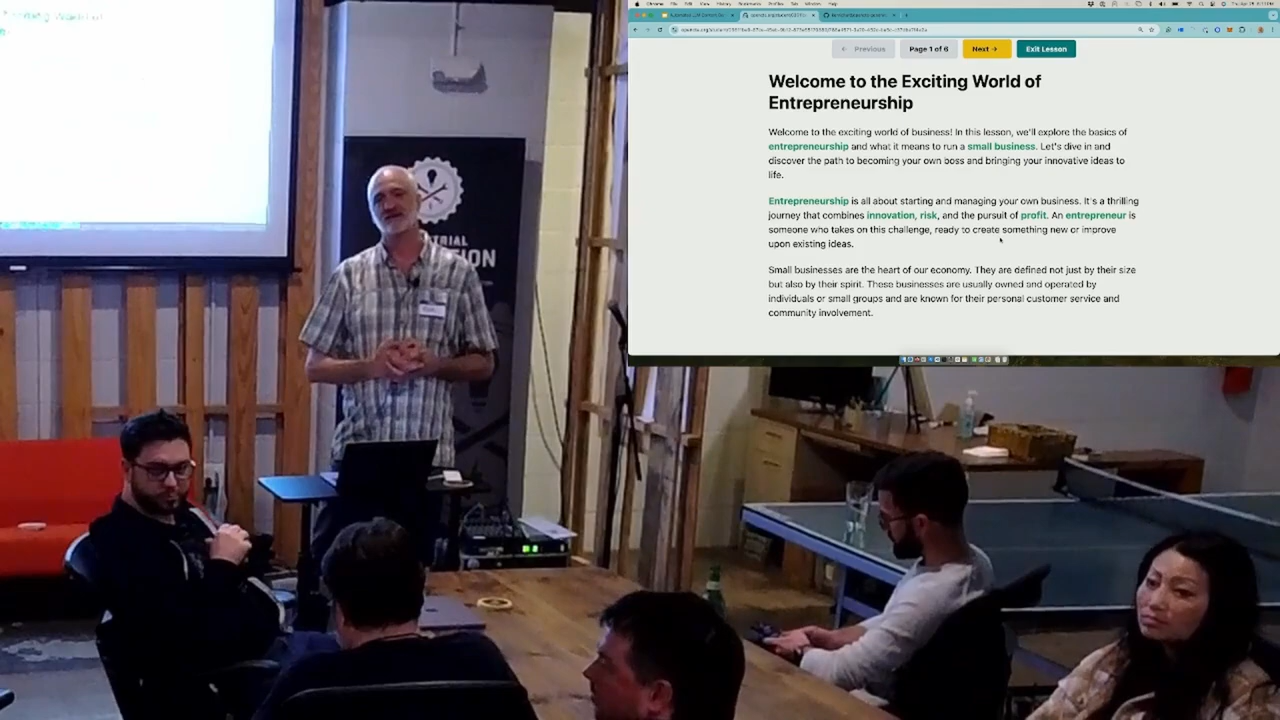 Previous
Page 1 of 6
Next →
Exit Lesson
Welcome to the Exciting World of
Entrepreneurship
Welcome to the exciting world of business! In this lesson, we'll explore the basics of
entrepreneurship and what it means to run a small business. Let's dive in and
discover the path to becoming your own boss and bringing your innovative ideas to
life.
Entrepreneurship is all about starting and managing your own business. It's a thrilling
journey that combines innovation, risk, and the pursuit of profit. An entrepreneur is
someone who takes on this challenge, ready to create something new or improve
upon existing ideas.
Small businesses are the heart of our economy. They are defined not just by their size
but also by their spirit. These businesses are usually owned and operated by
individuals or small groups and are known for their personal customer service and
community involvement.